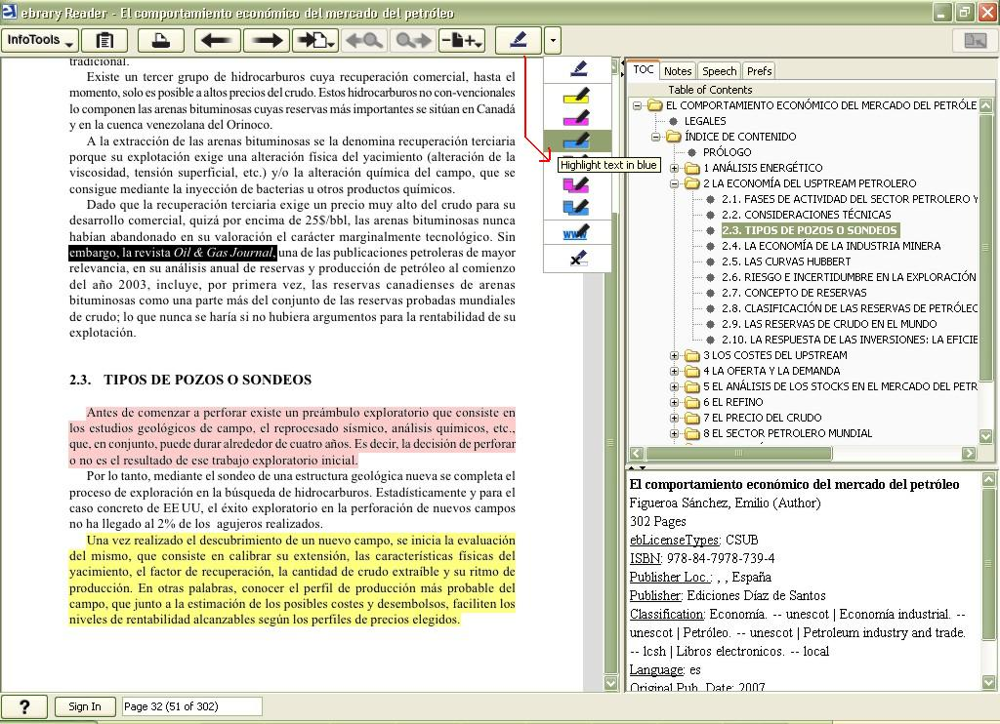 ebrary Reader - El comportamiento económico del mercado del petróleo
InfoTools
tradicional.
Existe un tercer grupo de hidrocarburos cuya recuperación comercial, hasta el
momento, solo es posible a altos precios del crudo. Estos hidrocarburos no con-vencionales
lo componen las arenas bituminosas cuyas reservas más importantes se sitúan en Canadá
y en la cuenca venezolana del Orinoco.
A la extracción de las arenas bituminosas se la denomina recuperación terciaria
porque su explotación exige una alteración física del yacimiento (alteración de la
viscosidad, tensión superficial, etc.) y/o la alteración química del campo, que se
consigue mediante la inyección de bacterias u otros productos químicos.
Dado que la recuperación terciaria exige un precio muy alto del crudo para su
desarrollo comercial, quizá por encima de 25$/bbl, las arenas bituminosas nunca
habían abandonado en su valoración el carácter marginalmente tecnológico. Sin
embargo, la revista Oil & Gas Journal, una de las publicaciones petroleras de mayor
relevancia, en su análisis anual de reservas y producción de petróleo al comienzo
del año 2003, incluye, por primera vez, las reservas canadienses de arenas
bituminosas como una parte más del conjunto de las reservas probadas mundiales
de crudo; lo que nunca se haría si no hubiera argumentos para la rentabilidad de su
explotación.
2.3. TIPOS DE POZOS O SONDEOS
Antes de comenzar a perforar existe un preámbulo exploratorio que consiste en
los estudios geológicos de campo, el reprocesado sísmico, análisis químicos, etc.,
que, en conjunto, puede durar alrededor de cuatro años. Es decir, la decisión de perforar
o no es el resultado de ese trabajo exploratorio inicial.
Por lo tanto, mediante el sondeo de una estructura geológica nueva se completa el
proceso de exploración en la búsqueda de hidrocarburos. Estadísticamente y para el
caso concreto de EE UU, el éxito exploratorio en la perforación de nuevos campos
no ha llegado al 2% de los agujeros realizados.
Una vez realizado el descubrimiento de un nuevo campo, se inicia la evaluación
del mismo, que consiste en calibrar su extensión, las características físicas del
yacimiento, el factor de recuperación, la cantidad de crudo extraíble y su ritmo de
producción. En otras palabras, conocer el perfil de producción más probable del
campo, que junto a la estimación de los posibles costes y desembolsos, faciliten los
niveles de rentabilidad alcanzables según los perfiles de precios elegidos.
Highlight text in blue
www
TOC Notes Speech Prefs
Table of Contents
EL COMPORTAMIENTO ECONÓMICO DEL MERCADO DEL PETRÓLE
LEGALES
ÍNDICE DE CONTENIDO
PRÓLOGO
1 ANÁLISIS ENERGÉTICO
2 LA ECONOMÍA DEL USPTREAM PETROLERO
2.1. FASES DE ACTIVIDAD DEL SECTOR PETROLERO Y
2.2. CONSIDERACIONES TÉCNICAS
2.3. TIPOS DE POZOS O SONDEOS
2.4. LA ECONOMÍA DE LA INDUSTRIA MINERA
2.5. LAS CURVAS HUBBERT
2.6. RIESGO E INCERTIDUMBRE EN LA EXPLORACIÓN
2.7. CONCEPTO DE RESERVAS
2.8. CLASIFICACIÓN DE LAS RESERVAS DE PETRÓLEO
2.9. LAS RESERVAS DE CRUDO EN EL MUNDO
2.10. LA RESPUESTA DE LAS INVERSIONES: LA EFICIE
3 LOS COSTES DEL UPSTREAM
4 LA OFERTA Y LA DEMANDA
5 EL ANÁLISIS DE LOS STOCKS EN EL MERCADO DEL PETR
6 EL REFINO
7 EL PRECIO DEL CRUDO
8 EL SECTOR PETROLERO MUNDIAL
El comportamiento económico del mercado del petróleo
Figueroa Sánchez, Emilio (Author)
302 Pages
ebLicenseTypes: CSUB
ISBN: 978-84-7978-739-4
Publisher Loc.: , , España
Publisher: Ediciones Díaz de Santos
Classification: Economía. -- unescot | Economía industrial. --
unescot | Petróleo. -- unescot | Petroleum industry and trade.
-- lcsh | Libros electronicos. -- local
Language: es
Original Pub. Date: 2007
? Sign In Page 32 (51 of 302)